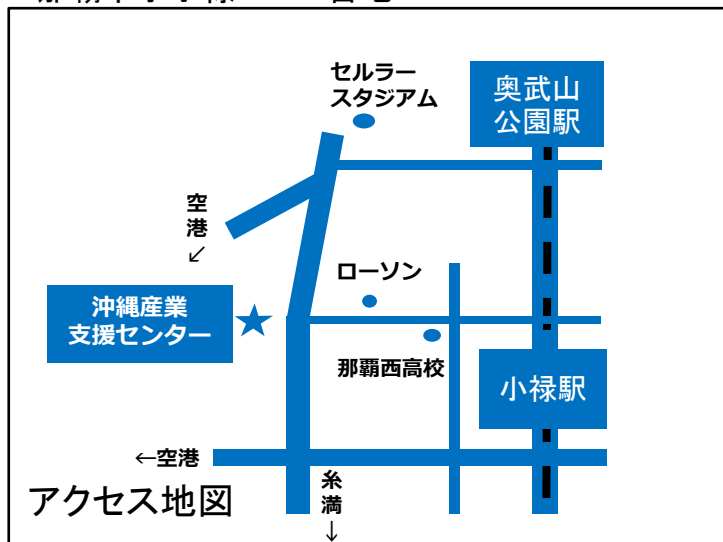 セルラー
スタジアム
奥武山
公園駅
空
港
↙
ローソン
沖縄産業
支援センター
那覇西高校
小禄駅
←空港
糸
満
↓
アクセス地図